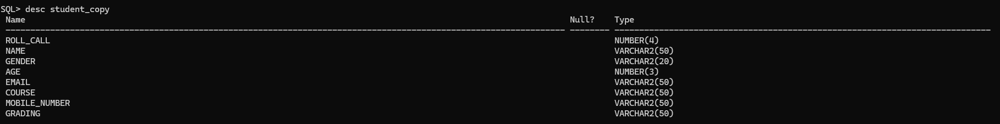 SQL> desc student_copy
Name Null? Type
----------------------------------------------------------------------------------------------------------------- -------- ----------------------------------------------------------------------------
ROLL_CALL NUMBER(4)
NAME VARCHAR2(50)
GENDER VARCHAR2(20)
AGE NUMBER(3)
EMAIL VARCHAR2(50)
COURSE VARCHAR2(50)
MOBILE_NUMBER VARCHAR2(50)
GRADING VARCHAR2(50)